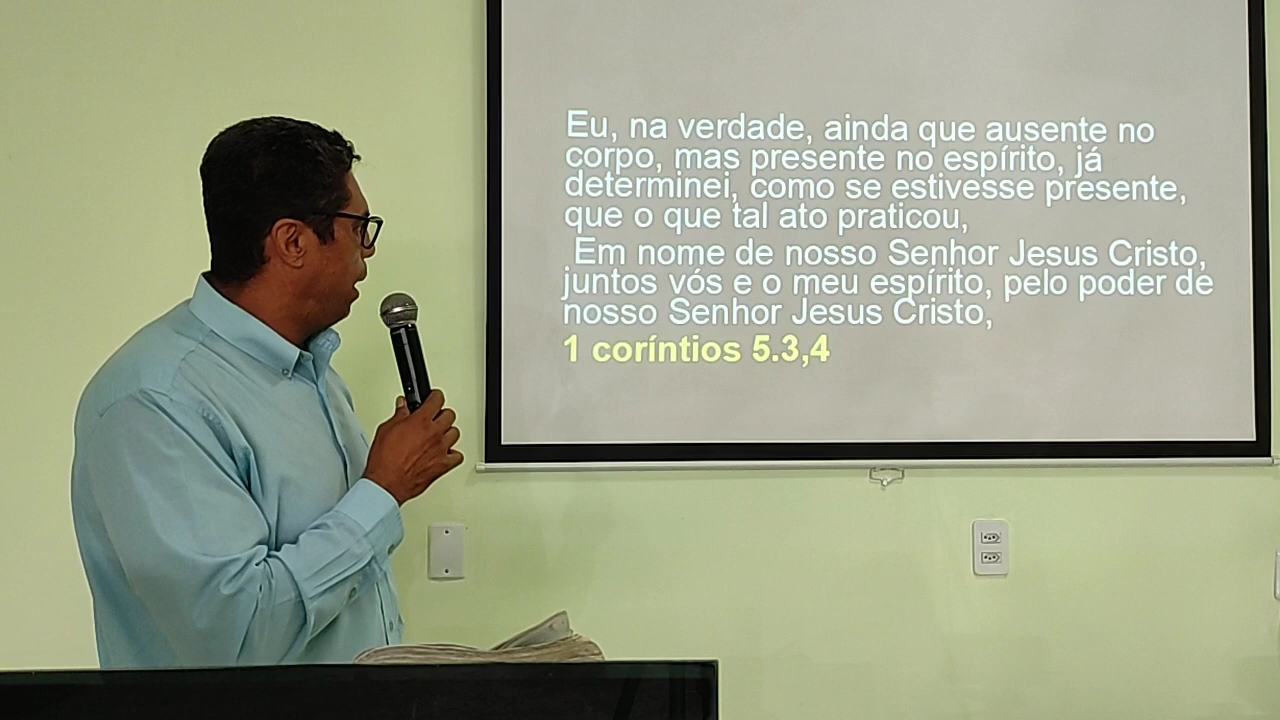 Eu, na verdade, ainda que ausente no
corpo, mas presente no espírito, já
determinei, como se estivesse presente,
que o que tal ato praticou,
Em nome de nosso Senhor Jesus Cristo,
juntos vós e o meu espírito, pelo poder de
nosso Senhor Jesus Cristo,
1 coríntios 5.3,4